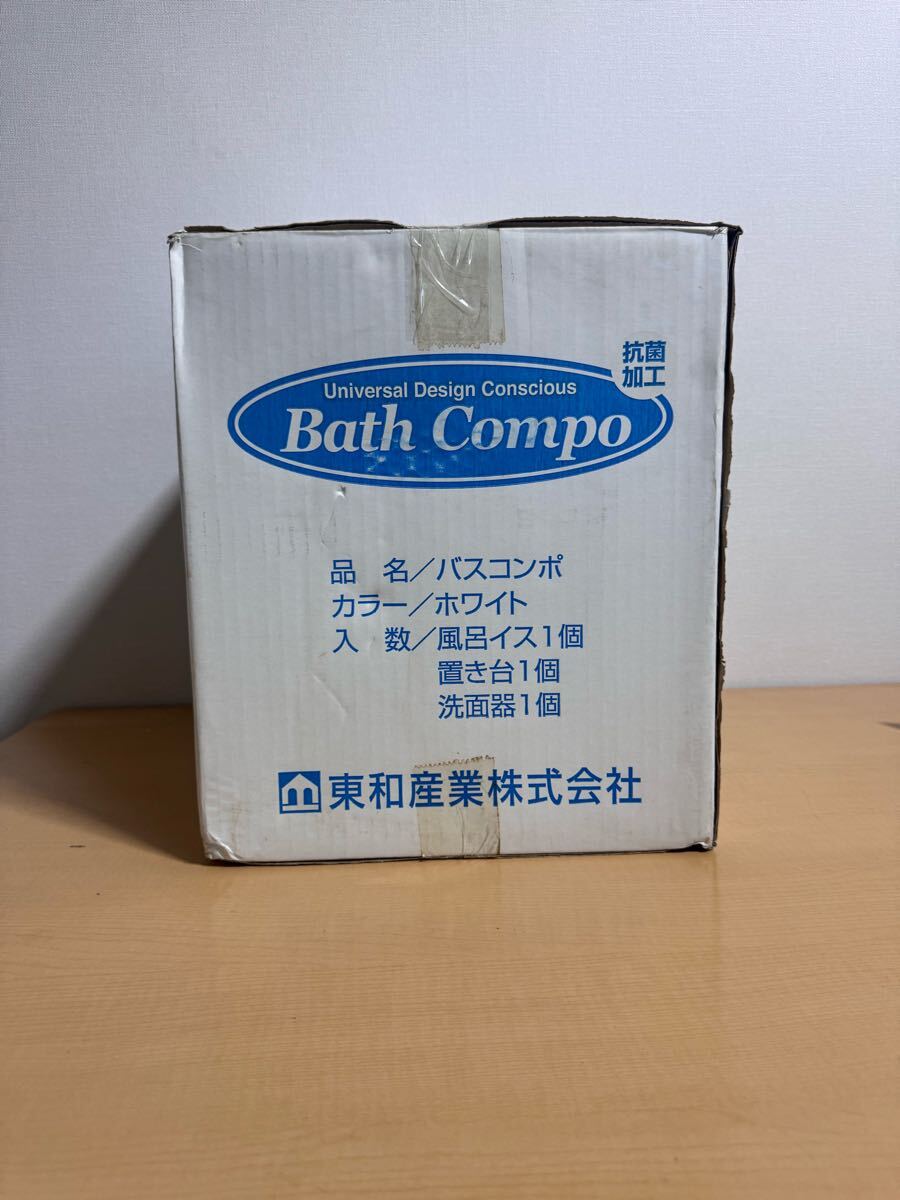 抗菌
加工
Universal Design Conscious
Bath Compo
品　名／バスコンポ
カラー／ホワイト
入　数／風呂イス1個
置き台1個
洗面器1個
東和産業株式会社